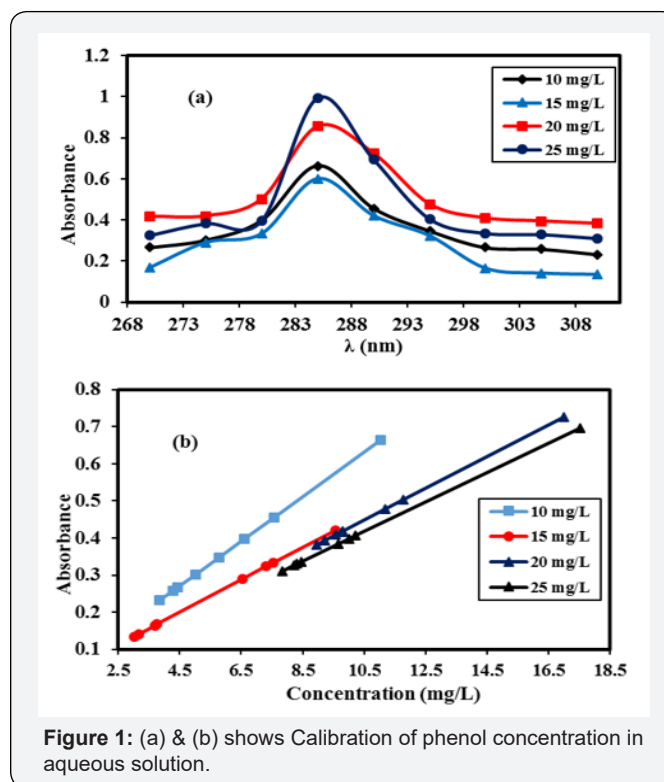 1.2
1
0.8
0.6
0.4
0.2
0
Absorbance
(a)
10 mg/L
15 mg/L
20 mg/L
25 mg/L
268 273 278 283 288 293 298 303 308
λ (nm)
0.8
0.7
0.6
0.5
0.4
0.3
0.2
0.1
Absorbance
(b)
10 mg/L
15 mg/L
20 mg/L
25 mg/L
2.5 4.5 6.5 8.5 10.5 12.5 14.5 16.5 18.5
Concentration (mg/L)
Figure 1: (a) & (b) shows Calibration of phenol concentration in
aqueous solution.